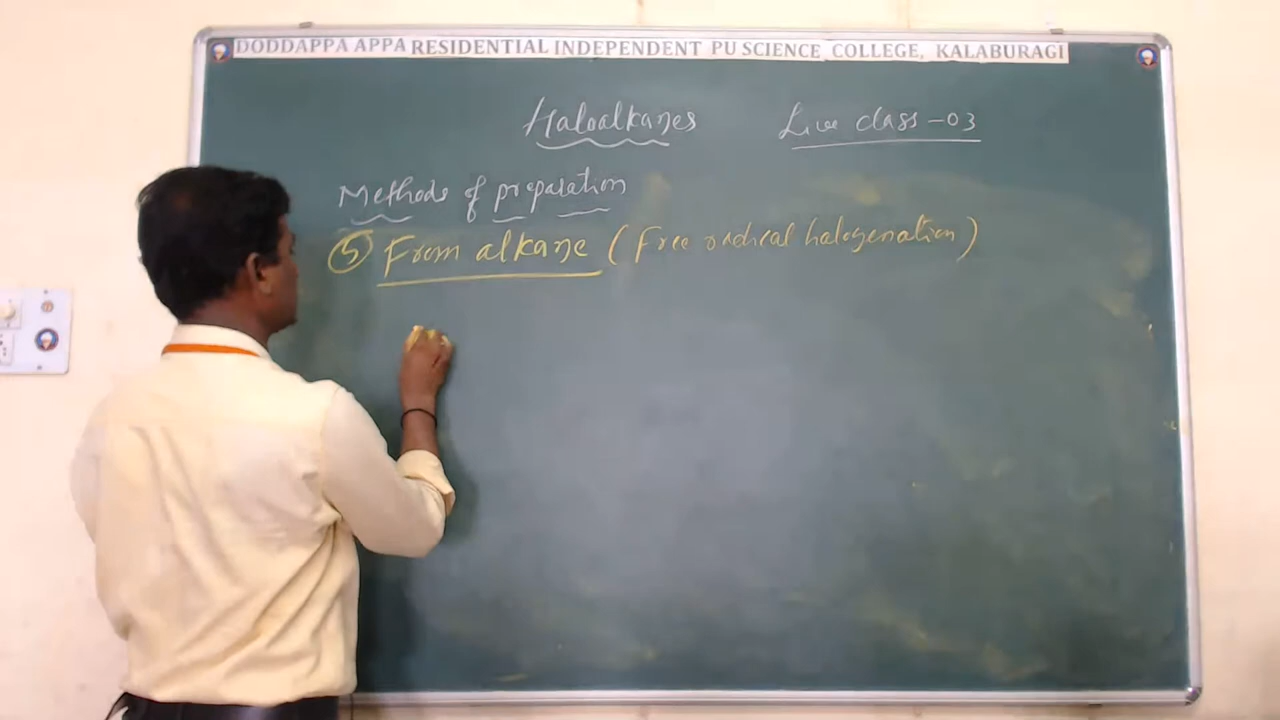 DODDAPPA APPA RESIDENTIAL INDEPENDENT PU SCIENCE COLLEGE, KALABURAGI
Haloalkanes Live class -03
Methods of preparation
5 From alkane (Free radical halogenation)